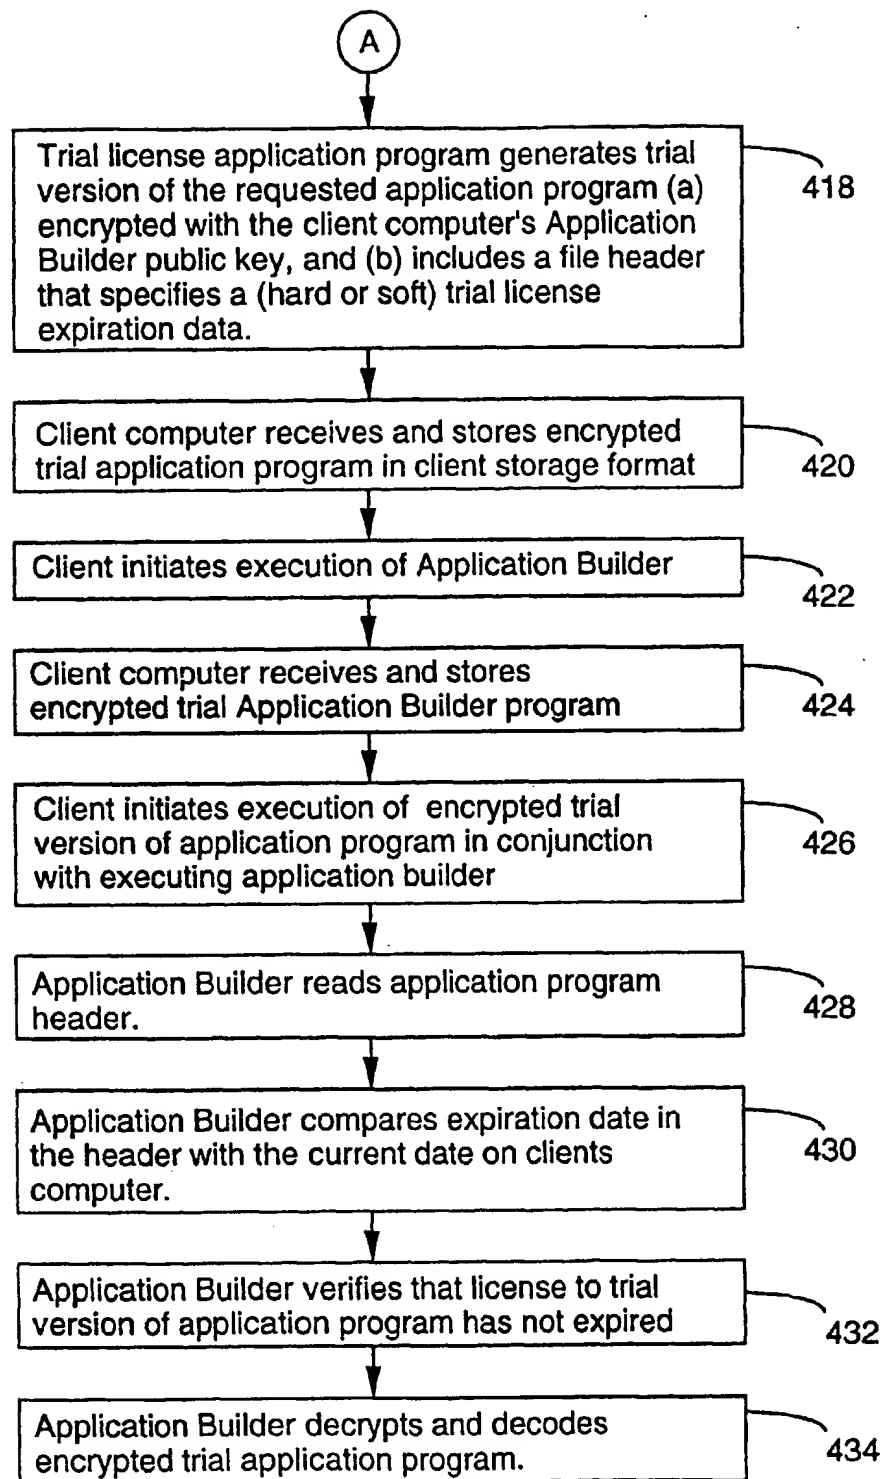 A
Trial license application program generates trial
version of the requested application program (a)
encrypted with the client computer's Application
Builder public key, and (b) includes a file header
that specifies a (hard or soft) trial license
expiration data.
418
Client computer receives and stores encrypted
trial application program in client storage format
420
Client initiates execution of Application Builder
422
Client computer receives and stores
encrypted trial Application Builder program
424
Client initiates execution of encrypted trial
version of application program in conjunction
with executing application builder
426
Application Builder reads application program
header.
428
Application Builder compares expiration date in
the header with the current date on clients
computer.
430
Application Builder verifies that license to trial
version of application program has not expired
432
Application Builder decrypts and decodes
encrypted trial application program.
434